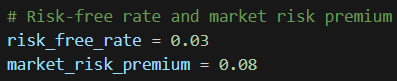 # Risk-free rate and market risk premium
risk_free_rate = 0.03
market_risk_premium = 0.08